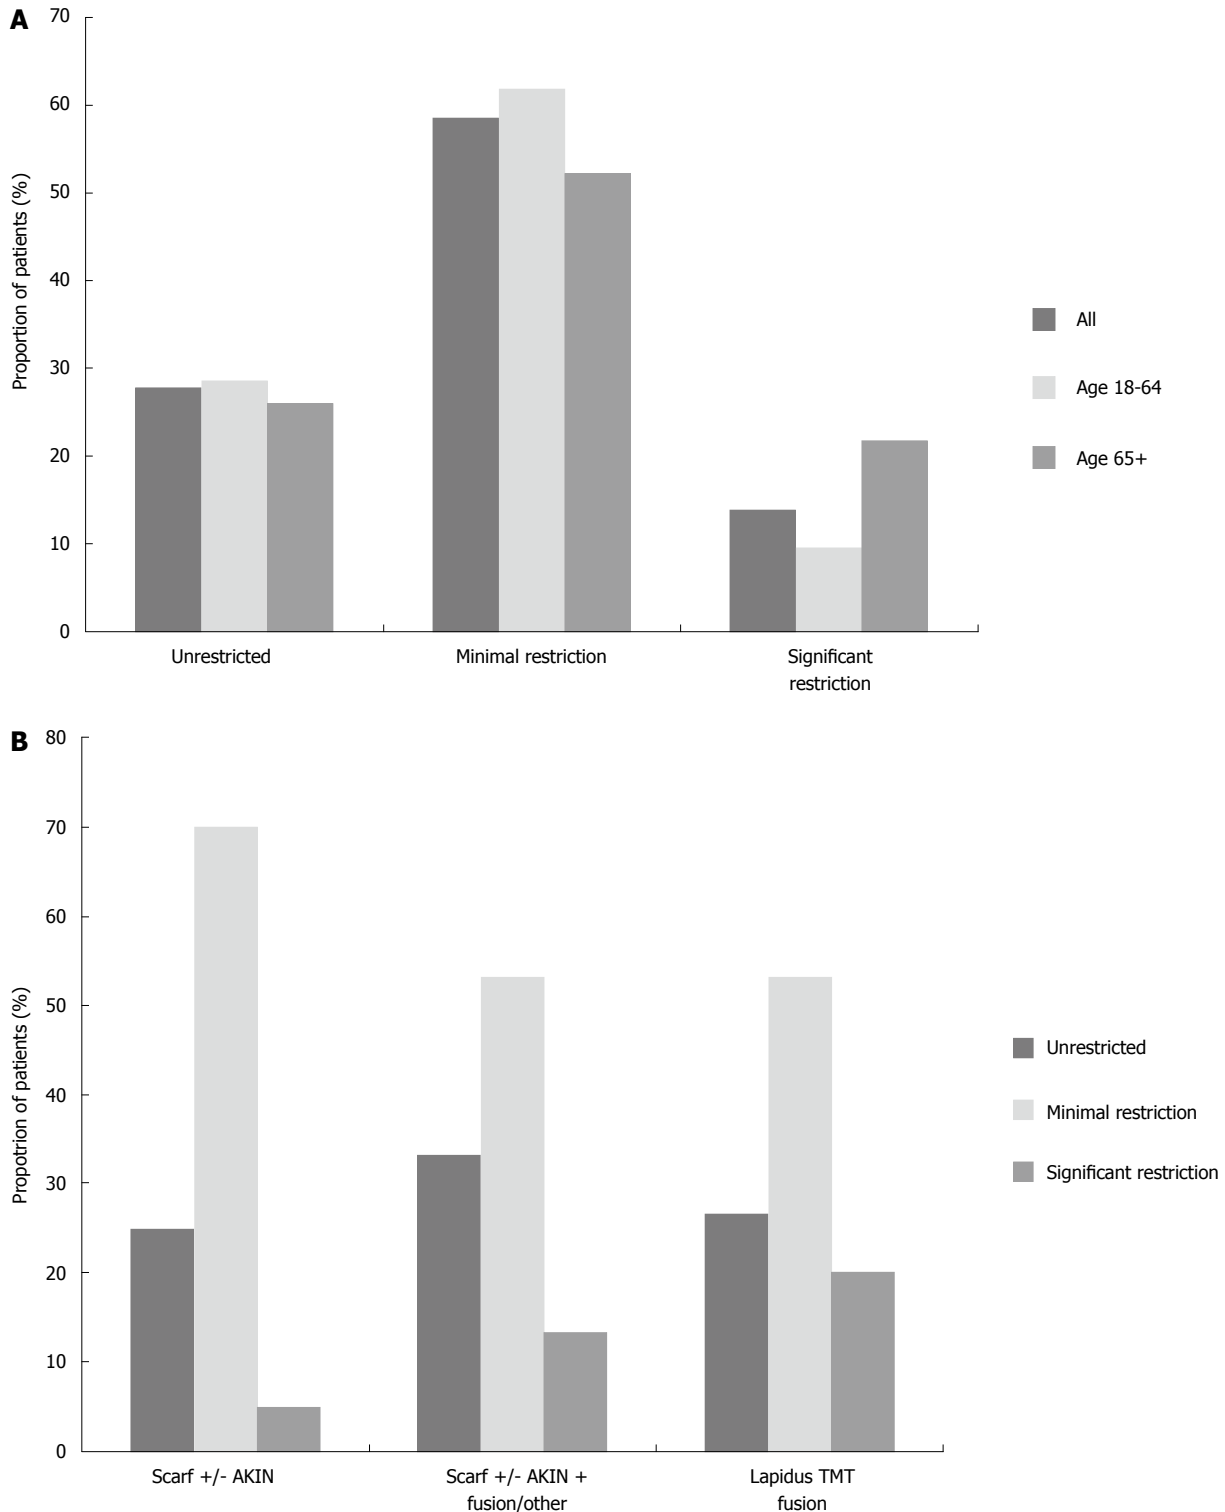 A
70
60
50
40
30
20
10
0
Proportion of patients (%)
Unrestricted
Minimal restriction
Significant
restriction
All
Age 18-64
Age 65+
B
80
70
60
50
40
30
20
10
0
Propotrion of patients (%)
Scarf +/- AKIN
Scarf +/- AKIN +
fusion/other
Lapidus TMT
fusion
Unrestricted
Minimal restriction
Significant restriction